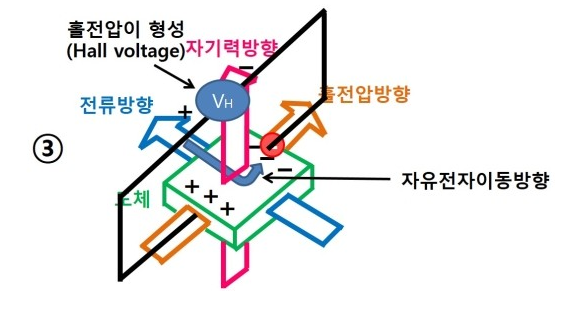 홀전압이 형성
(Hall voltage)
자기력방향
홀전압방향
전류방향
VH
③
도체
자유전자이동방향